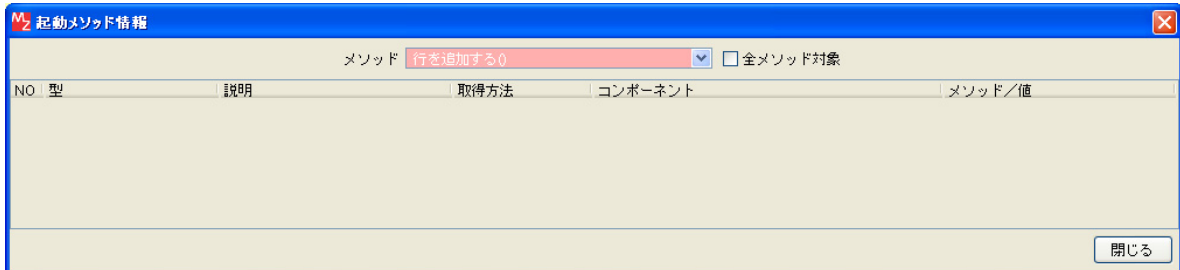 MZ 起動メソッド情報
メソッド 行を追加する() 全メソッド対象
NO 型 説明 取得方法 コンポーネント メソッド／値
閉じる